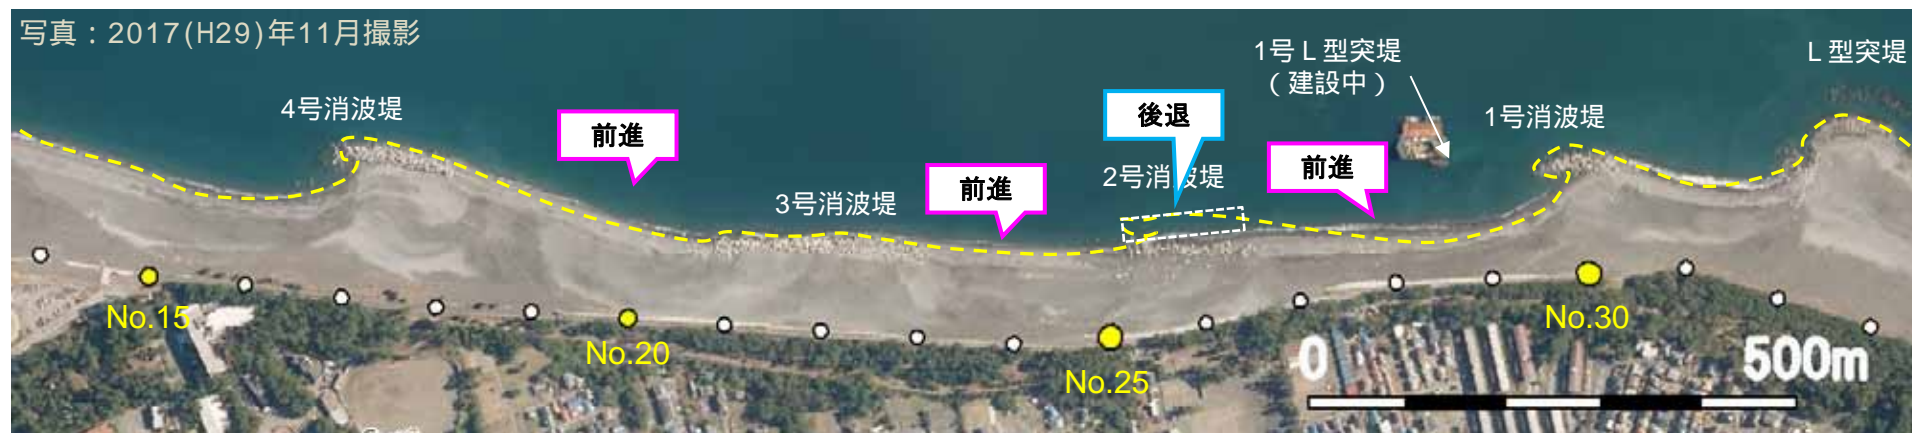 写真：2017(H29)年11月撮影
4号消波堤
前進
3号消波堤
前進
後退
2号消波堤
1号L型突堤
（建設中）
前進
1号消波堤
L型突堤
No.15
No.20
No.25
No.30
0
500m